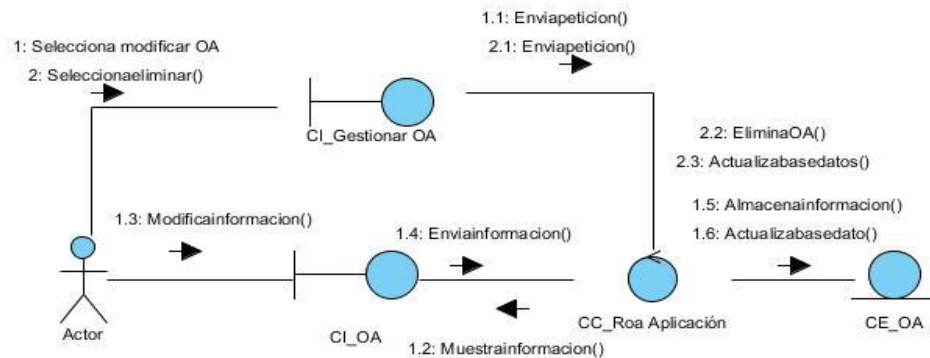 1.1: Enviapeticion()
2.1: Enviapeticion()
1: Selecciona modificar OA
2: Seleccionaeliminar()
CI_Gestionar OA
2.2: EliminaOA()
2.3: Actualizabasedatos()
1.3: Modificainformacion()
1.4: Enviainformacion()
1.5: Almacenainformacion()
1.6: Actualizabasedato()
Actor
CI_OA
CC_Roa Aplicación
CE_OA
1.2: Muestrainformacion()